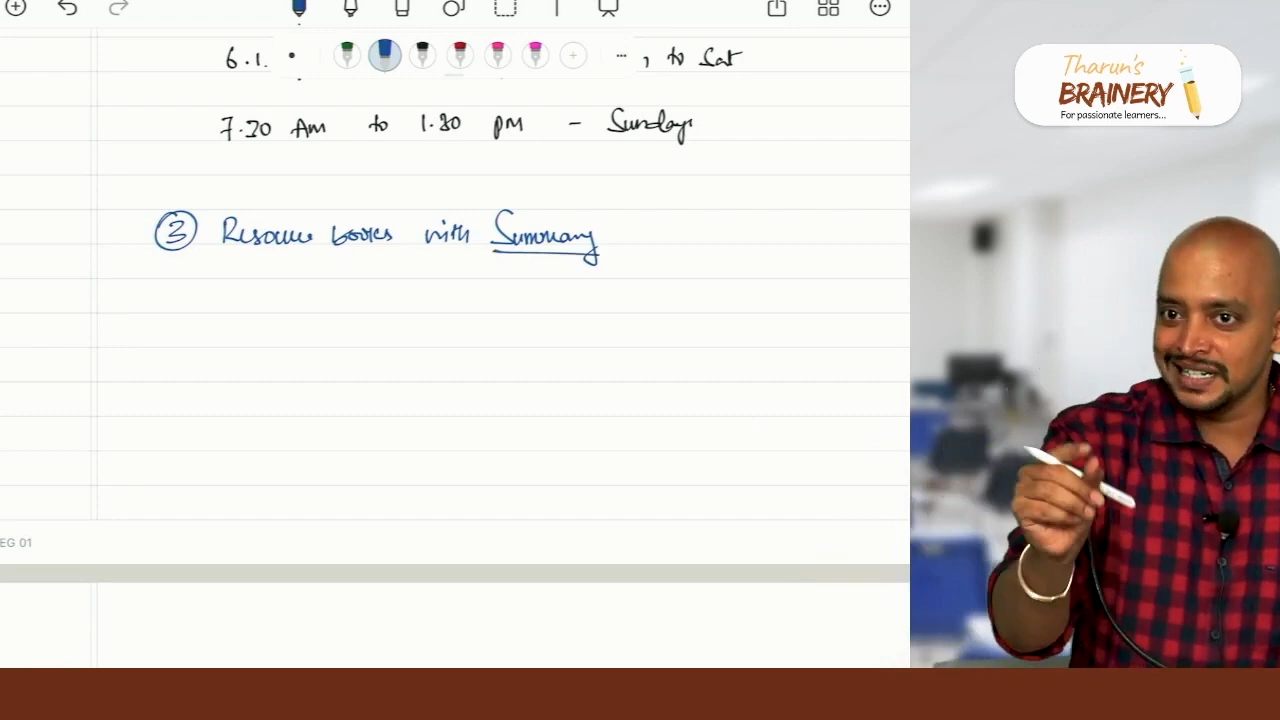 6.1. , to Sat
Tharun's
BRAINERY
For passionate learners...
7.30 Am to 1.30 pm - Sundays
③ Resource books with Summary
EG 01